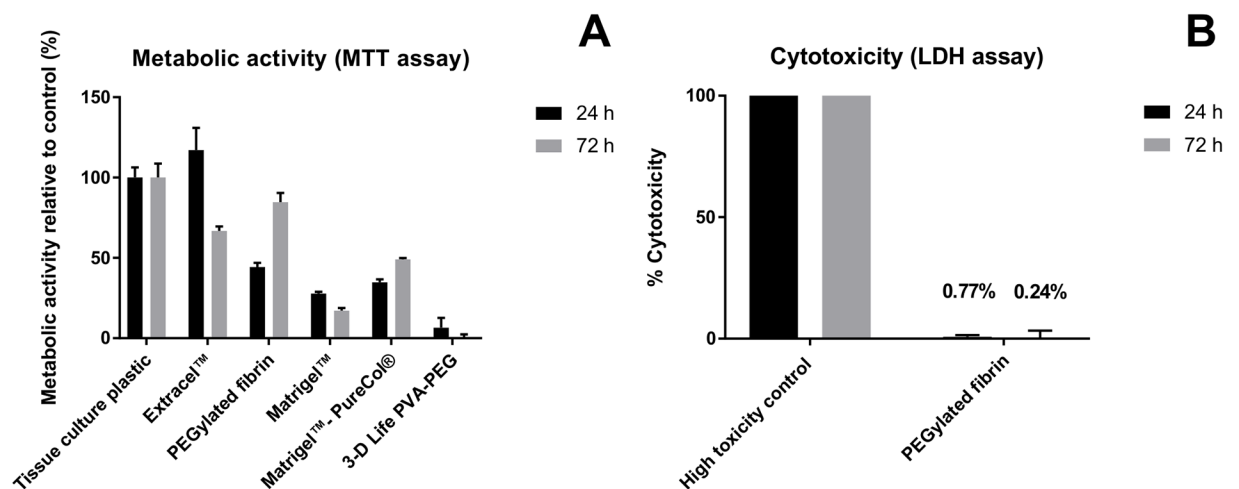 A
Metabolic activity (MTT assay)
Metabolic activity relative to control (%)
150
100
50
0
24 h
72 h
Tissue culture plastic
Extracel™
PEGylated fibrin
Matrigel™
Matrigel™- PureCol®
3-D Life PVA-PEG
B
Cytotoxicity (LDH assay)
% Cytotoxicity
100
50
0
24 h
72 h
0.77% 0.24%
High toxicity control
PEGylated fibrin